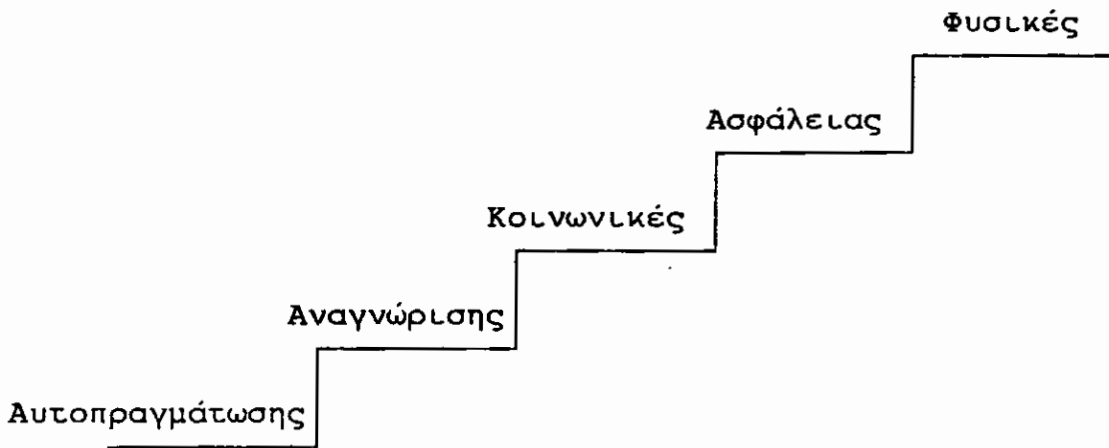 Φυσικές
Ασφάλειας
Κοινωνικές
Αναγνώρισης
Αυτοπραγμάτωσης